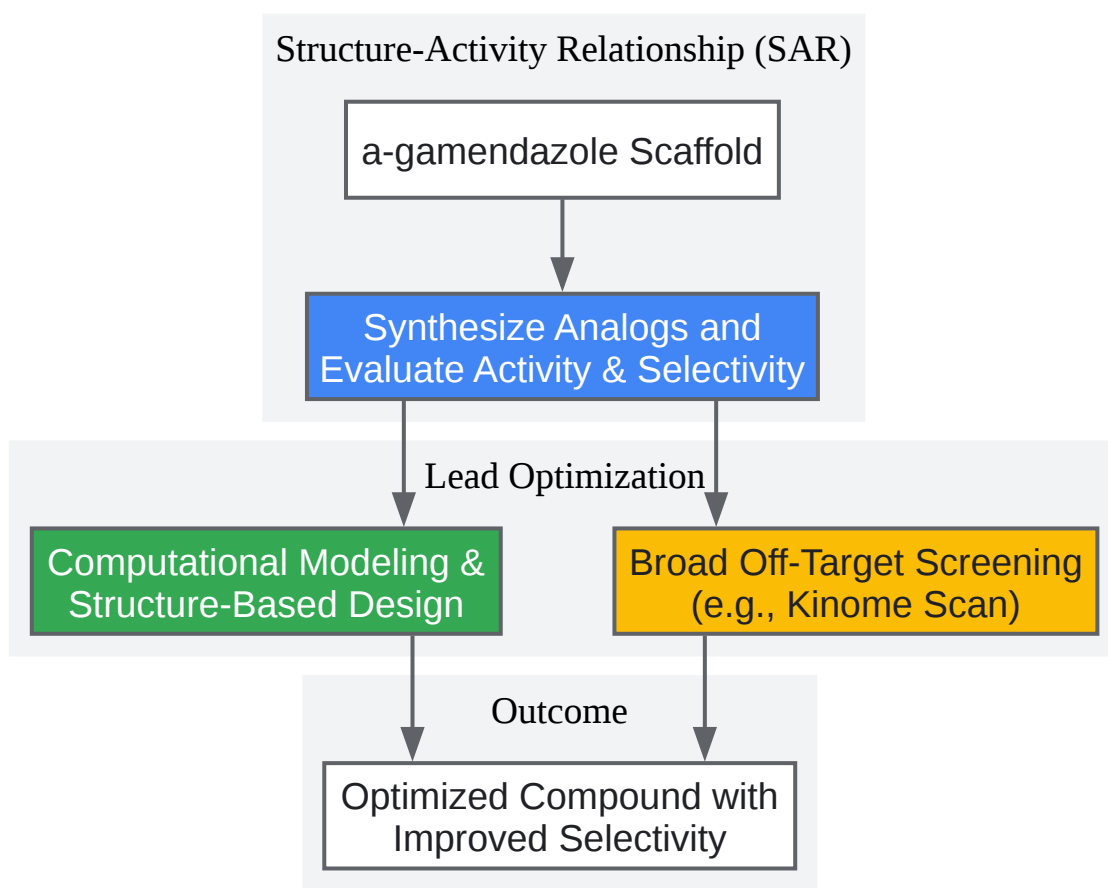 Structure-Activity Relationship (SAR)
a-gamendazole Scaffold
Synthesize Analogs and
Evaluate Activity & Selectivity
Lead Optimization
Computational Modeling &
Structure-Based Design
Broad Off-Target Screening
(e.g., Kinome Scan)
Outcome
Optimized Compound with
Improved Selectivity